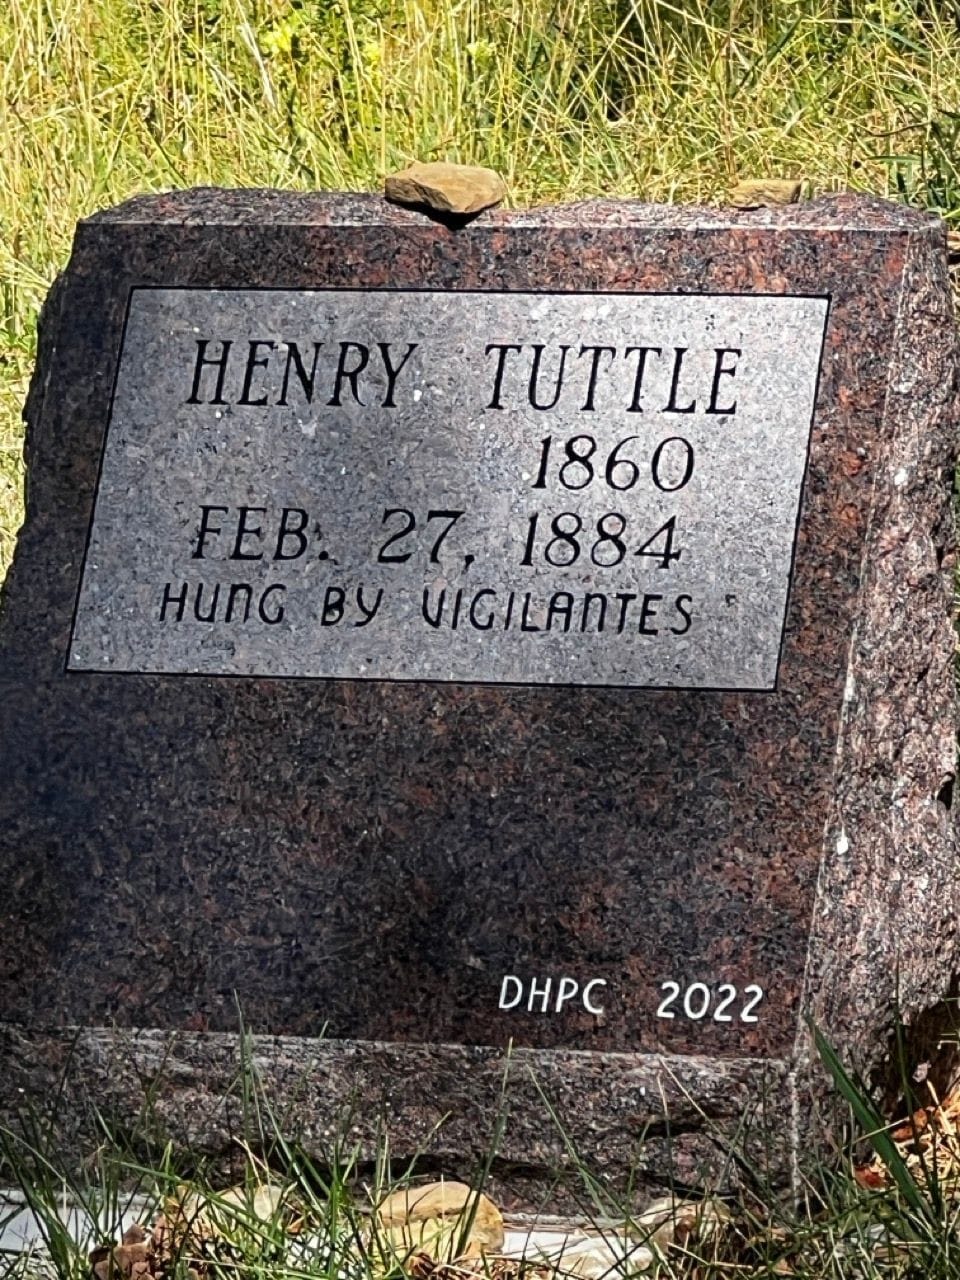 HENRY TUTTLE
1860
FEB. 27, 1884
HUNG BY VIGILANTES
DHPC 2022